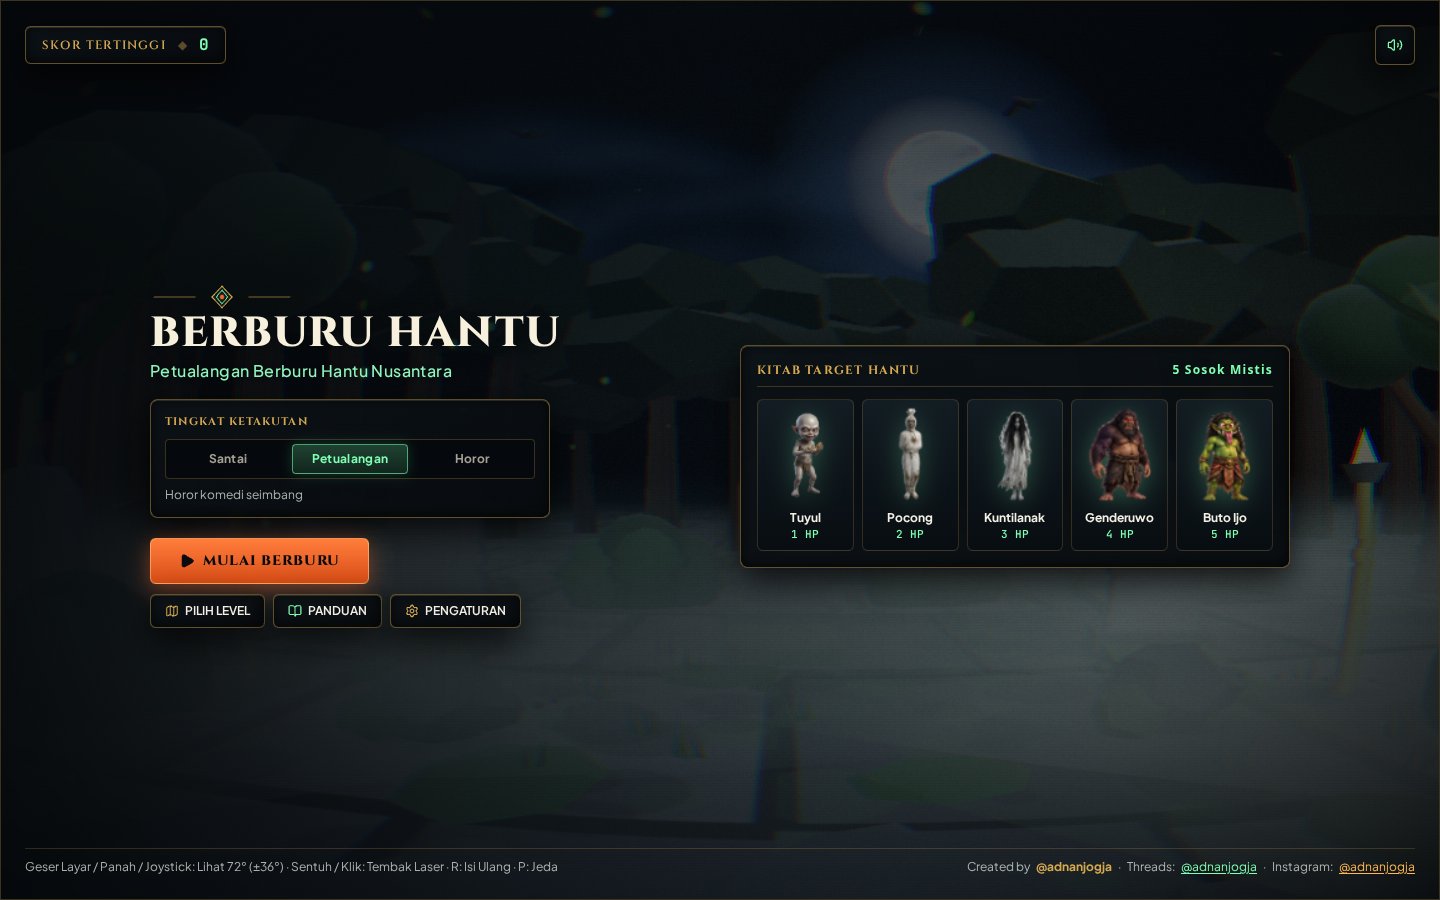 SKOR TERTINGGI ◆ 0
BERBURU HANTU
Petualangan Berburu Hantu Nusantara
TINGKAT KETAKUTAN
Santai Petualangan Horor
Horor komedi seimbang
MULAI BERBURU
PILIH LEVEL PANDUAN PENGATURAN
KITAB TARGET HANTU 5 Sosok Mistis
Tuyul Pocong Kuntilanak Genderuwo Buto Ijo
1 HP 2 HP 3 HP 4 HP 5 HP
Geser Layar / Panah / Joystick: Lihat 72° (±36°) · Sentuh / Klik: Tembak Laser · R: Isi Ulang · P: Jeda
Created by @adnanjogja · Threads: @adnanjogja · Instagram: @adnanjogja